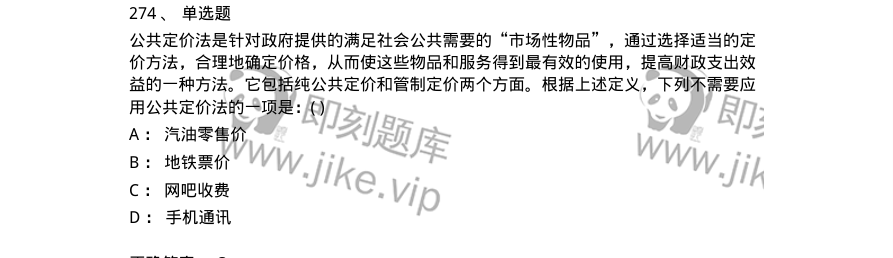 274 、 单选题
公共定价法是针对政府提供的满足社会公共需要的“市场性物品”，通过选择适当的定
价方法，合理地确定价格，从而使这些物品和服务得到最有效的使用，提高财政支出效
益的一种方法。它包括纯公共定价和管制定价两个方面。根据上述定义，下列不需要应
用公共定价法的一项是：( )
A： 汽油零售价
B： 地铁票价
C： 网吧收费
D： 手机通讯
即刻题库
www.jike.vip
即刻
www.jike